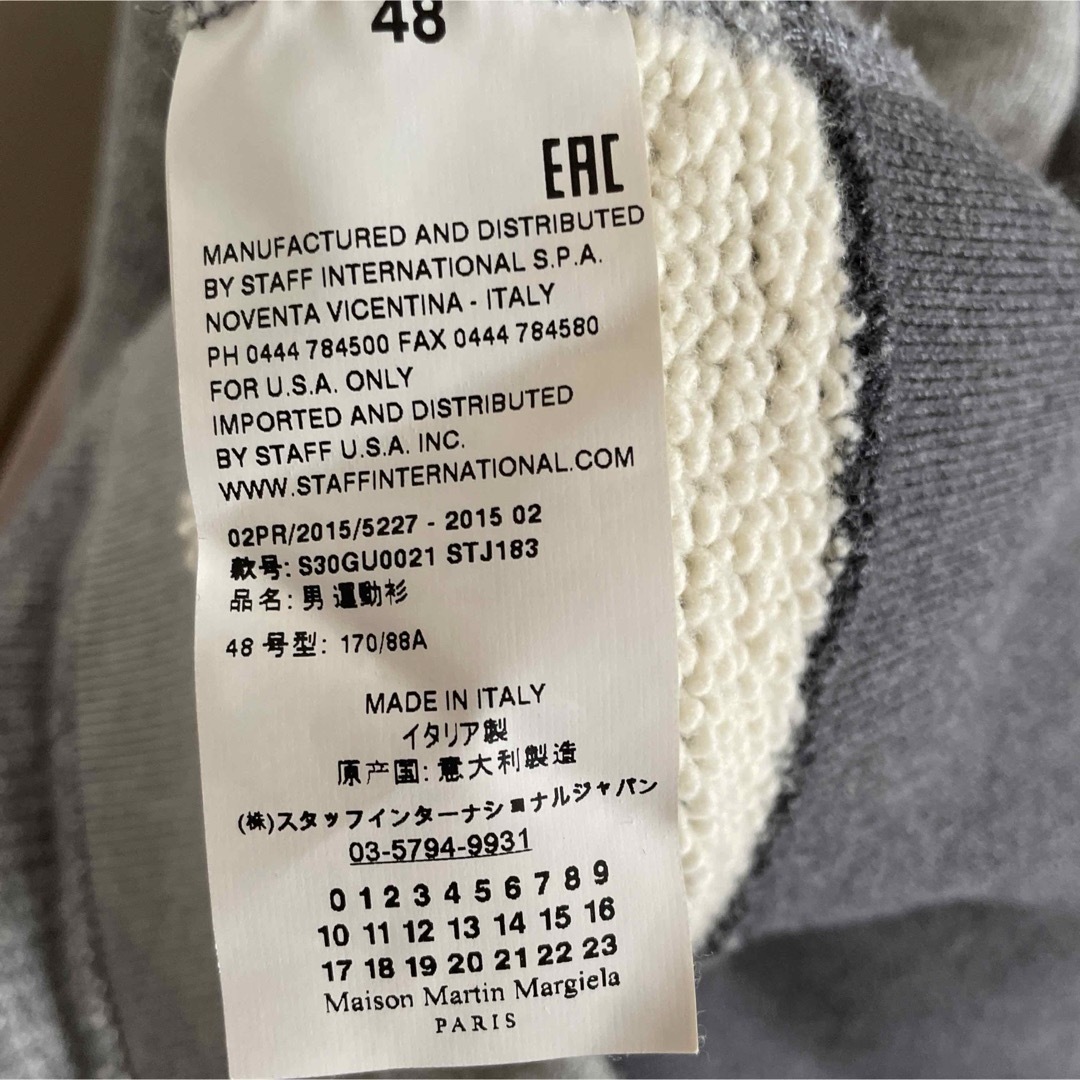 48
EAC
MANUFACTURED AND DISTRIBUTED
BY STAFF INTERNATIONAL S.P.A.
NOVENTA VICENTINA - ITALY
PH 0444 784500 FAX 0444 784580
FOR U.S.A. ONLY
IMPORTED AND DISTRIBUTED
BY STAFF U.S.A. INC.
WWW.STAFFINTERNATIONAL.COM
02PR/2015/5227 - 2015 02
款号: S30GU0021 STJ183
品名: 男 運動衫
48 号型: 170/88A
MADE IN ITALY
イタリア製
原产国: 意大利製造
(株)スタッフインターナショナルジャパン
03-5794-9931
0 1 2 3 4 5 6 7 8 9
10 11 12 13 14 15 16
17 18 19 20 21 22 23
Maison Martin Margiela
PARIS